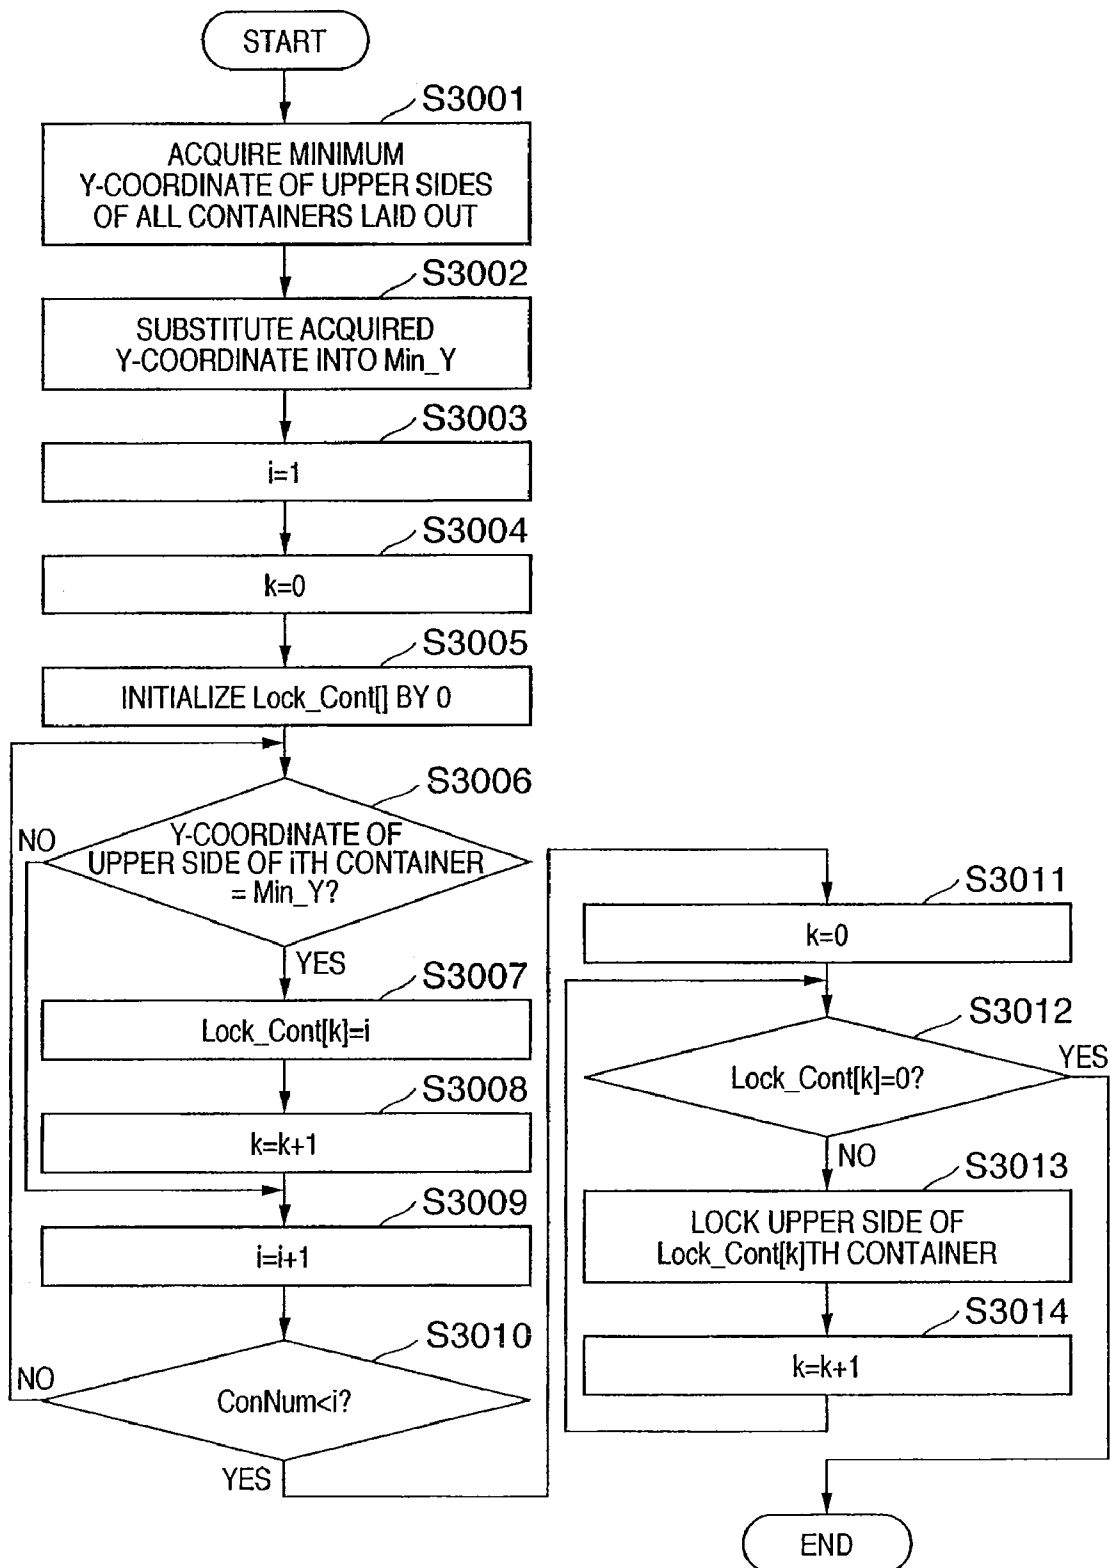 START
S3001
ACQUIRE MINIMUM
Y-COORDINATE OF UPPER SIDES
OF ALL CONTAINERS LAID OUT
S3002
SUBSTITUTE ACQUIRED
Y-COORDINATE INTO Min_Y
S3003
i=1
S3004
k=0
S3005
INITIALIZE Lock_Cont[] BY 0
S3006
NO
Y-COORDINATE OF
UPPER SIDE OF iTH CONTAINER
= Min_Y?
YES
S3007
Lock_Cont[k]=i
S3008
k=k+1
S3009
i=i+1
S3010
NO
ConNum<i?
YES
S3011
k=0
S3012
YES
Lock_Cont[k]=0?
NO
S3013
LOCK UPPER SIDE OF
Lock_Cont[k]TH CONTAINER
S3014
k=k+1
END